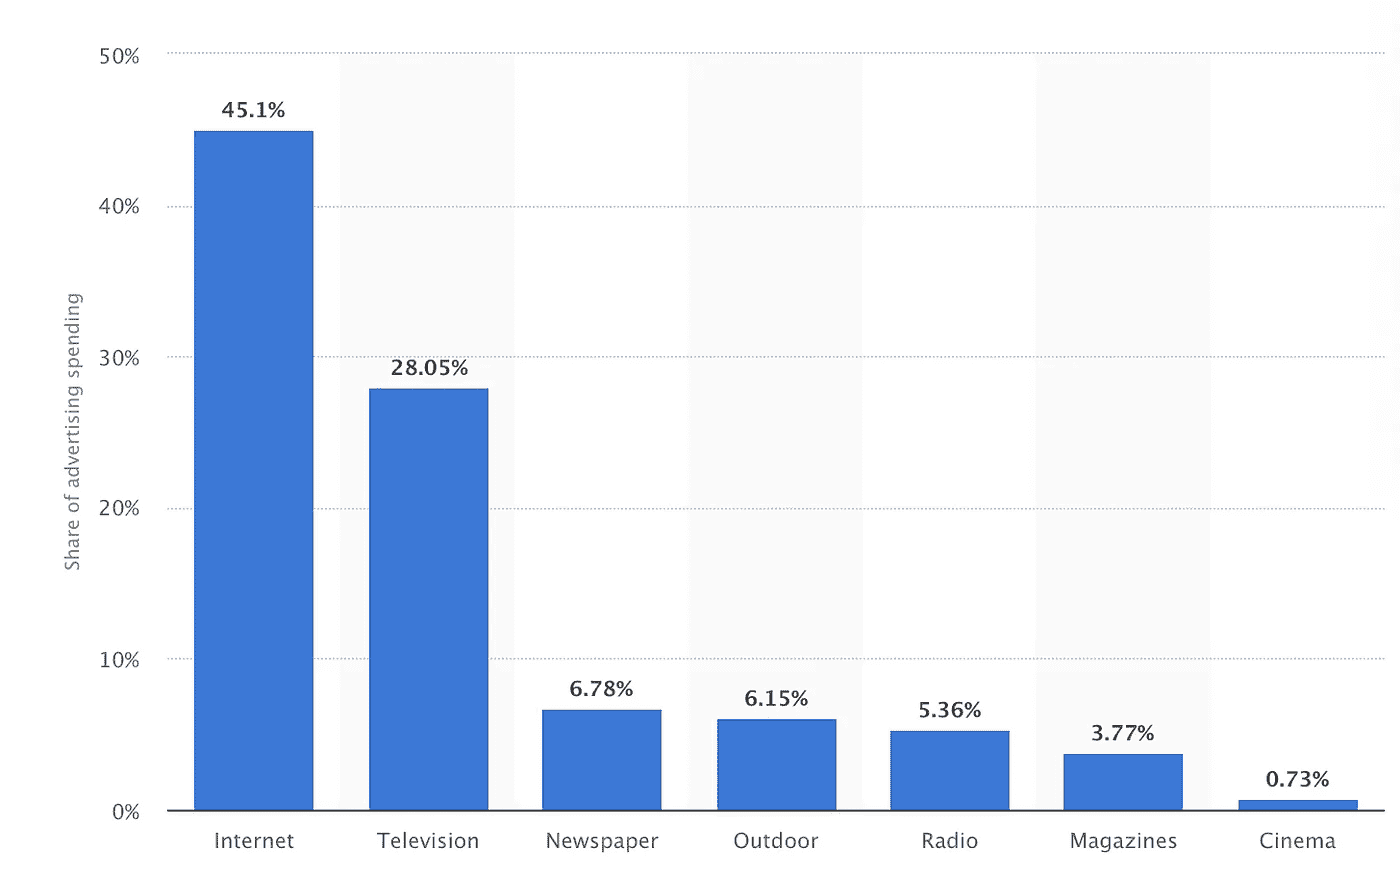 Share of advertising spending
50%
40%
30%
20%
10%
0%
45.1%
28.05%
6.78%
6.15%
5.36%
3.77%
0.73%
Internet
Television
Newspaper
Outdoor
Radio
Magazines
Cinema